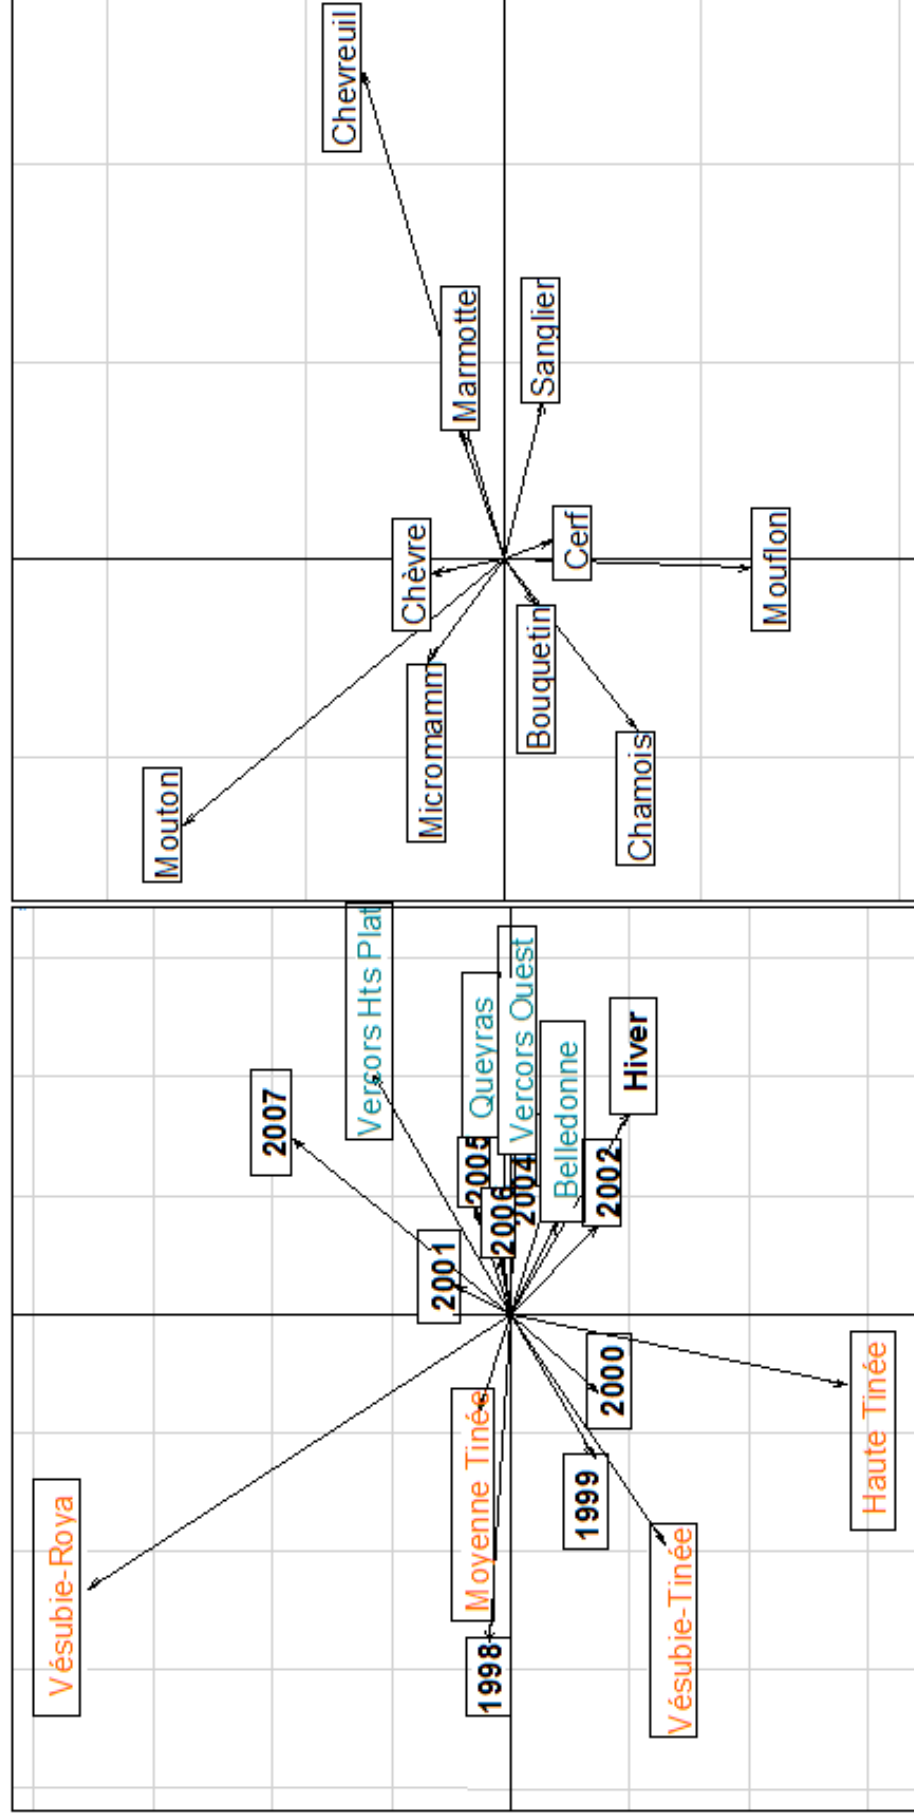 Vésubie-Roya
Moyenne Tinée
1998
Vésubie-Tinée
1999
2000
Haute Tinée
2001
2007
Vercors Hts Plat
2005
Queyras
2006
2004
Vercors Ouest
Belledonne
2002
Hiver
Mouton
Micromamm
Chèvre
Chevreuil
Marmotte
Sanglier
Cerf
Bouquetin
Chamois
Mouflon